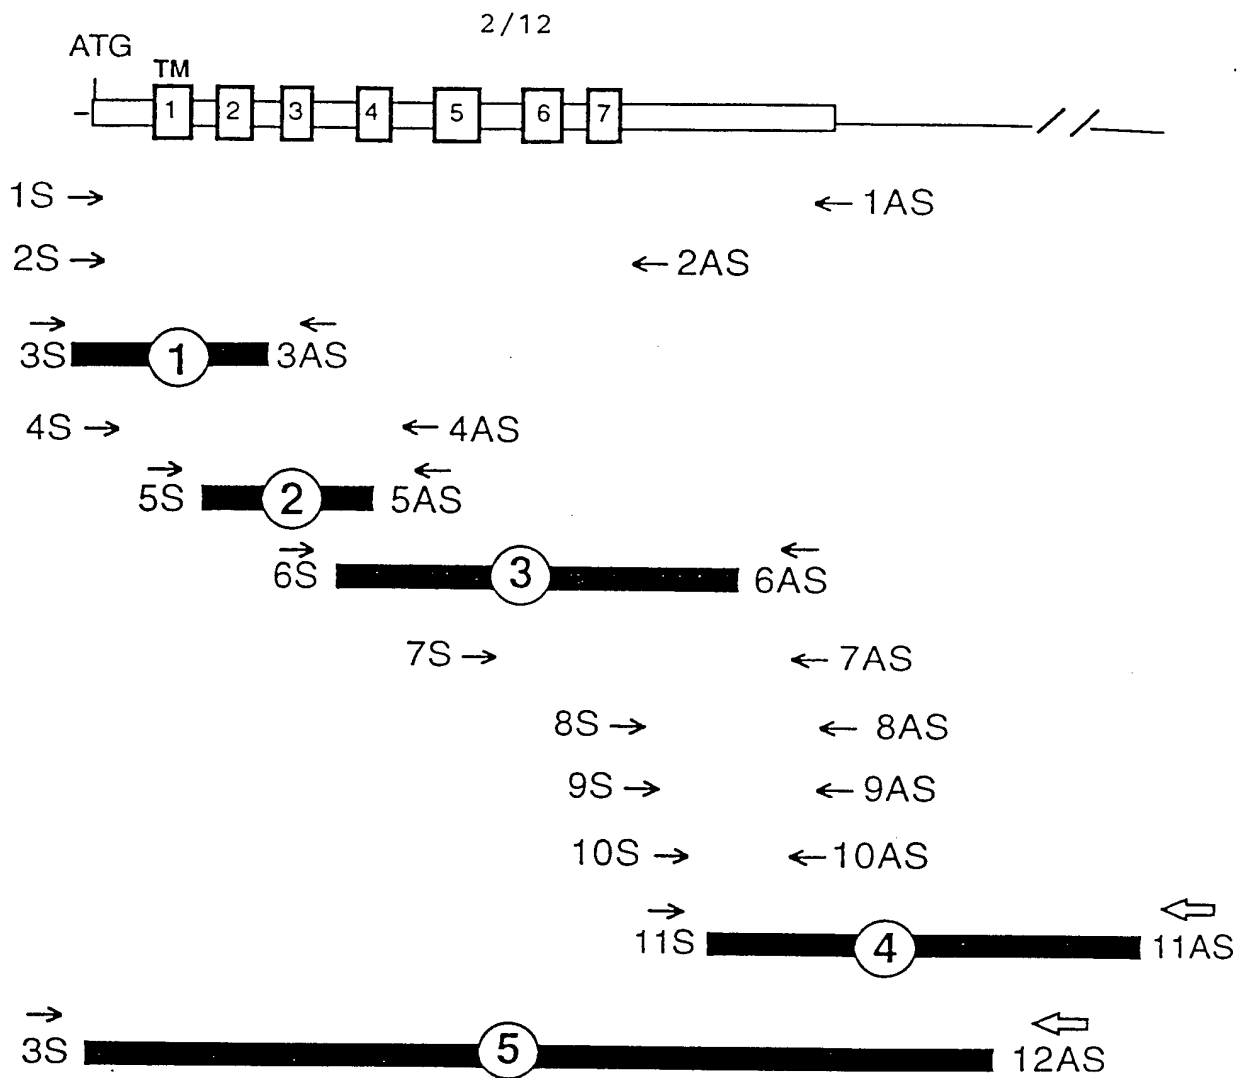 2/12
ATG
TM
1 2 3 4 5 6 7
1S 1AS
2S 2AS
3S 1 3AS
4S 4AS
5S 2 5AS
6S 3 6AS
7S 7AS
8S 8AS
9S 9AS
10S 10AS
11S 4 11AS
3S 5 12AS